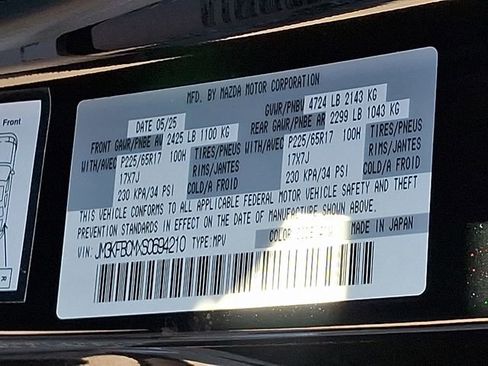 Front
MFD. BY MAZDA MOTOR CORPORATION
DATE 05/25 GVWR/PNBV 4724 LB 2143 KG
FRONT GAWR/PNBE AV 2425 LB 1100 KG REAR GAWR/PNBE AR 2299 LB 1043 KG
WITH/AVEC P225/65R17 100H TIRES/PNEUS WITH/AVEC P225/65R17 100H TIRES/PNEUS
17X7J RIMS/JANTES 17X7J RIMS/JANTES
230 KPA/34 PSI COLD/A FROID 230 KPA/34 PSI COLD/A FROID
THIS VEHICLE CONFORMS TO ALL APPLICABLE FEDERAL MOTOR VEHICLE SAFETY AND THEFT
PREVENTION STANDARDS IN EFFECT ON THE DATE OF MANUFACTURE SHOWN ABOVE.
COLOR MADE IN JAPAN
VIN: TYPE: MPV